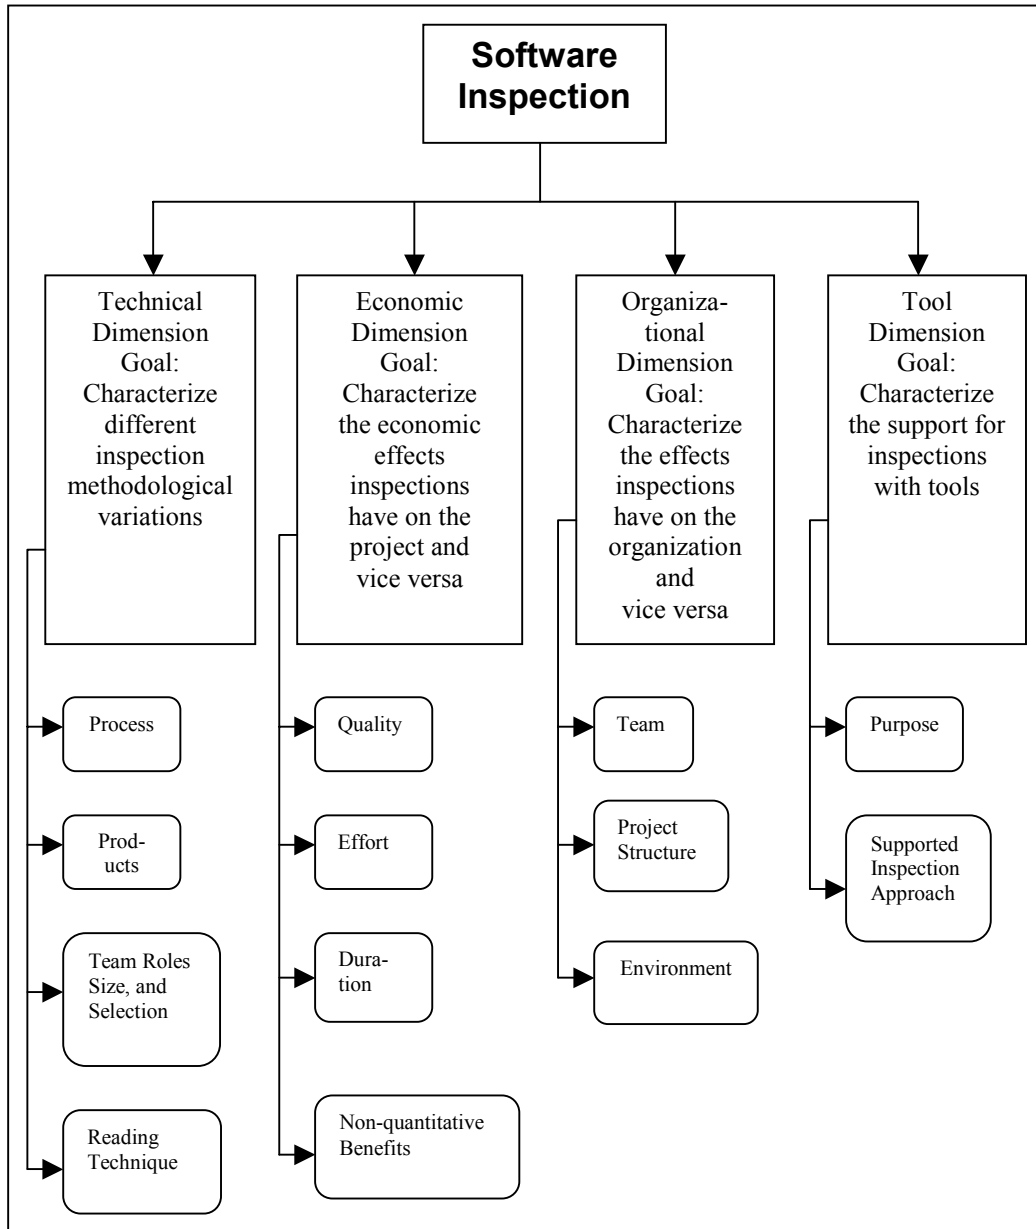 Software
Inspection
Technical
Dimension
Goal:
Characterize
different
inspection
methodological
variations
Economic
Dimension
Goal:
Characterize
the economic
effects
inspections
have on the
project and
vice versa
Organiza-
tional
Dimension
Goal:
Characterize
the effects
inspections
have on the
organization
and
vice versa
Tool
Dimension
Goal:
Characterize
the support for
inspections
with tools
Process
Prod-
ucts
Team Roles
Size, and
Selection
Reading
Technique
Quality
Effort
Dura-
tion
Non-quantitative
Benefits
Team
Project
Structure
Environment
Purpose
Supported
Inspection
Approach